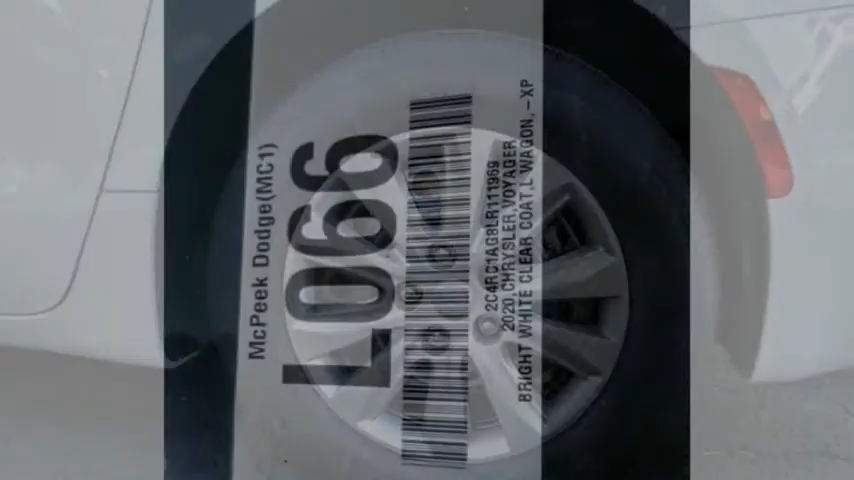 McPeek Dodge(MC1)
L066
2C4RC1AG8LR111969
2020,CHRYSLER,VOYAGER
BRIGHT WHITE CLEAR COAT,L WAGON,-XP